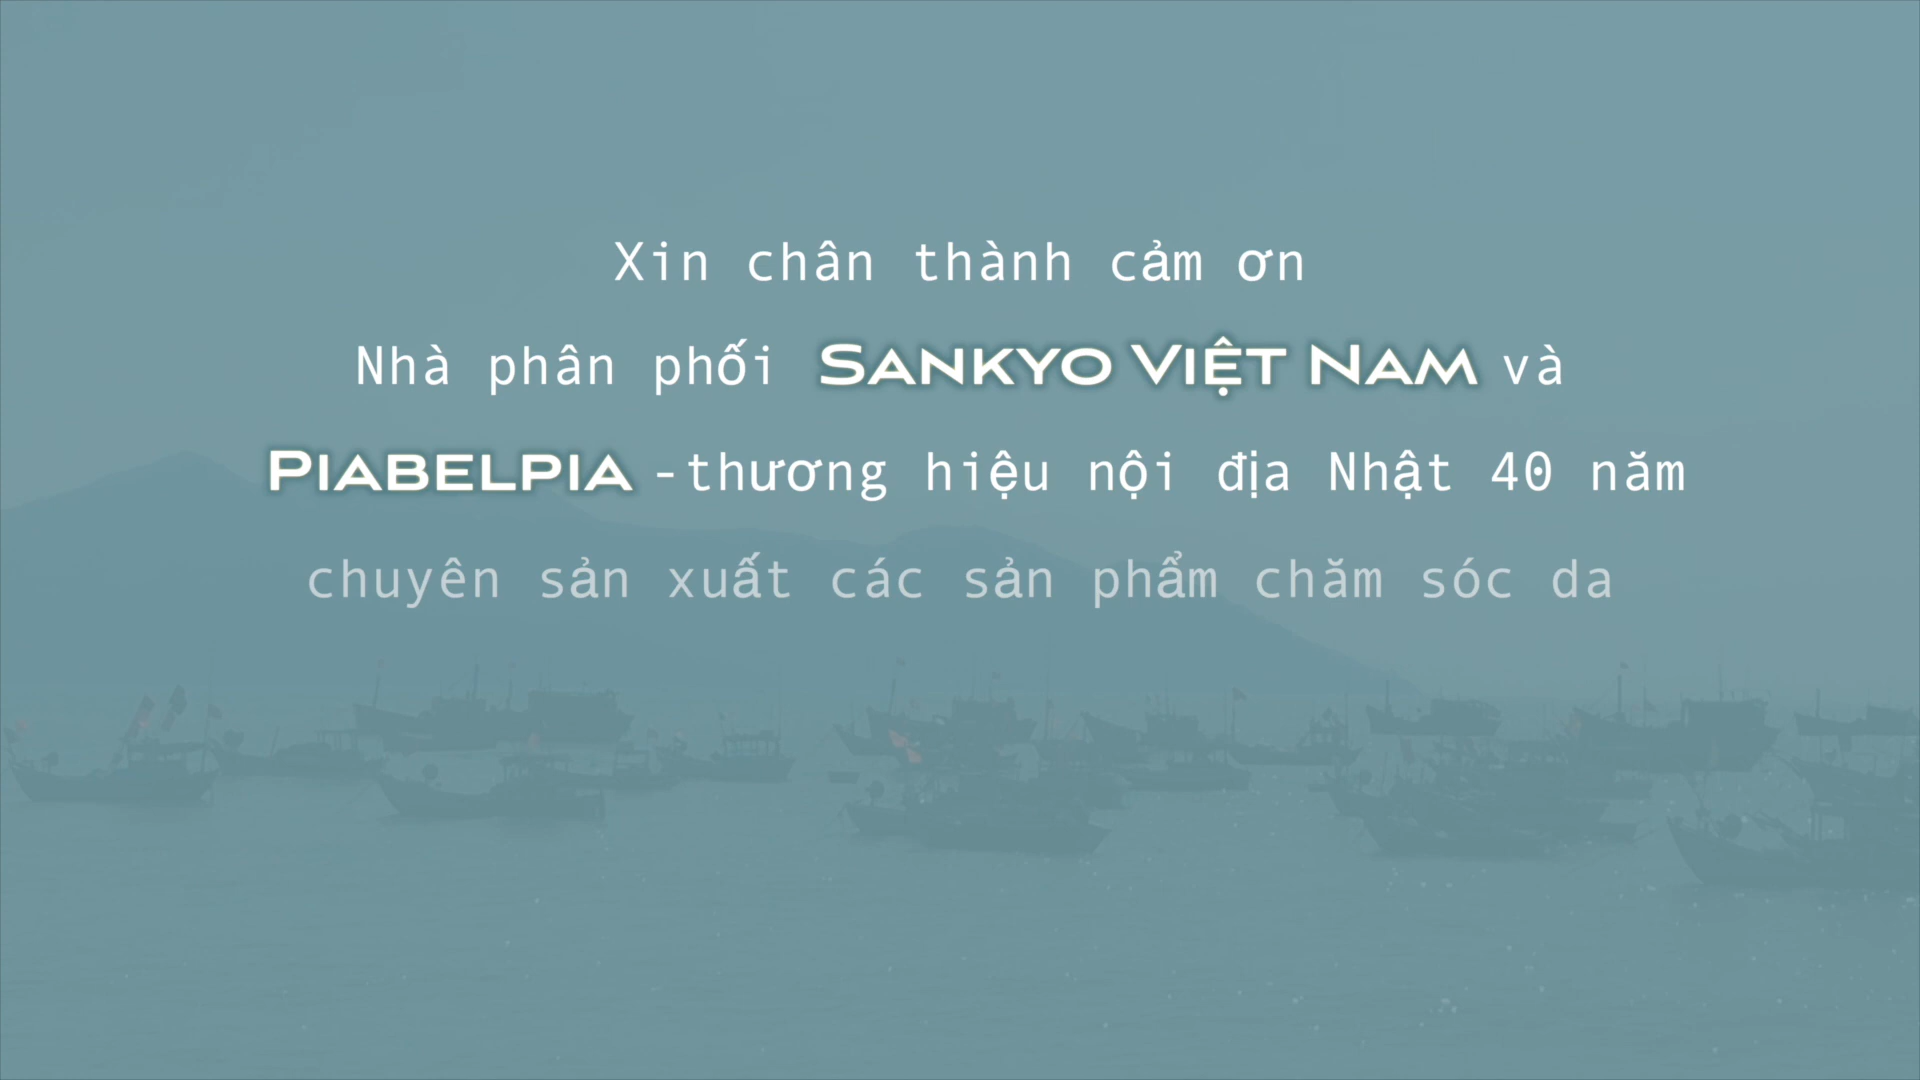 Xin chân thành cảm ơn
Nhà phân phối Sankyo Việt Nam và
Piabelpia -thương hiệu nội địa Nhật 40 năm
chuyên sản xuất các sản phẩm chăm sóc da